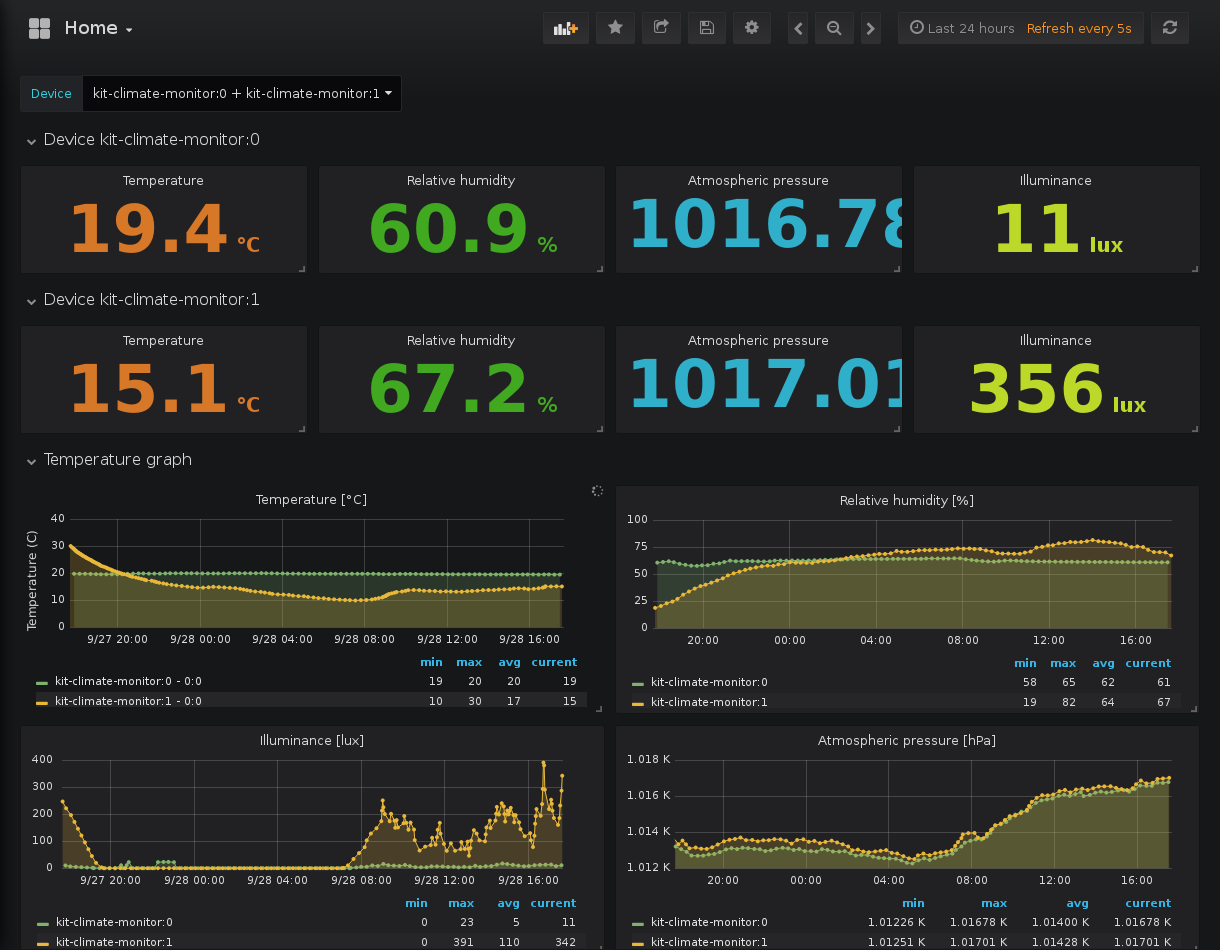 Home
Last 24 hours Refresh every 5s
Device kit-climate-monitor:0 + kit-climate-monitor:1
Device kit-climate-monitor:0
Temperature Relative humidity Atmospheric pressure Illuminance
19.4 °C 60.9 % 1016.78 11 lux
Device kit-climate-monitor:1
Temperature Relative humidity Atmospheric pressure Illuminance
15.1 °C 67.2 % 1017.01 356 lux
Temperature graph
Temperature [°C]
Temperature (C)
40
30
20
10
0
9/27 20:00 9/28 00:00 9/28 04:00 9/28 08:00 9/28 12:00 9/28 16:00
min max avg current
kit-climate-monitor:0 - 0:0 19 20 20 19
kit-climate-monitor:1 - 0:0 10 30 17 15
Relative humidity [%]
100
75
50
25
0
20:00 00:00 04:00 08:00 12:00 16:00
min max avg current
kit-climate-monitor:0 58 65 62 61
kit-climate-monitor:1 19 82 64 67
Illuminance [lux]
400
300
200
100
0
9/27 20:00 9/28 00:00 9/28 04:00 9/28 08:00 9/28 12:00 9/28 16:00
min max avg current
kit-climate-monitor:0 0 23 5 11
kit-climate-monitor:1 0 391 110 342
Atmospheric pressure [hPa]
1.018 K
1.016 K
1.014 K
1.012 K
20:00 00:00 04:00 08:00 12:00 16:00
min max avg current
kit-climate-monitor:0 1.01226 K 1.01678 K 1.01400 K 1.01678 K
kit-climate-monitor:1 1.01251 K 1.01701 K 1.01428 K 1.01701 K